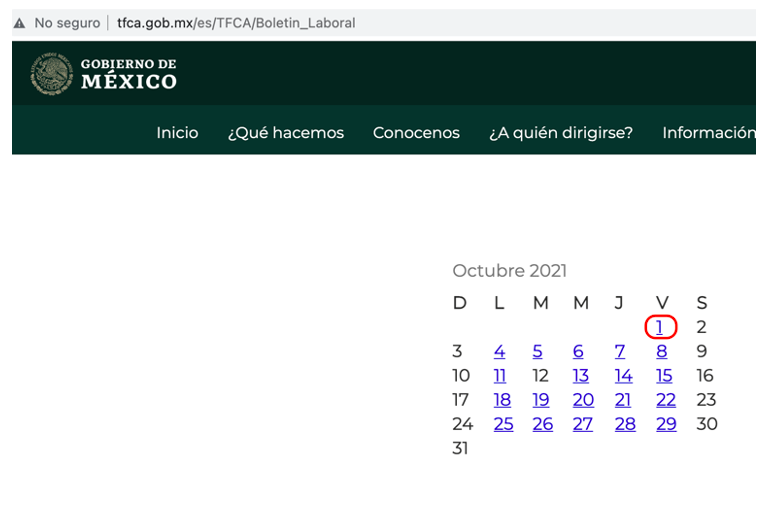 No seguro | tfca.gob.mx/es/TFCA/Boletin_Laboral
GOBIERNO DE
MÉXICO
Inicio ¿Qué hacemos Conocenos ¿A quién dirigirse? Información
Octubre 2021
D L M M J V S
1 2
3 4 5 6 7 8 9
10 11 12 13 14 15 16
17 18 19 20 21 22 23
24 25 26 27 28 29 30
31